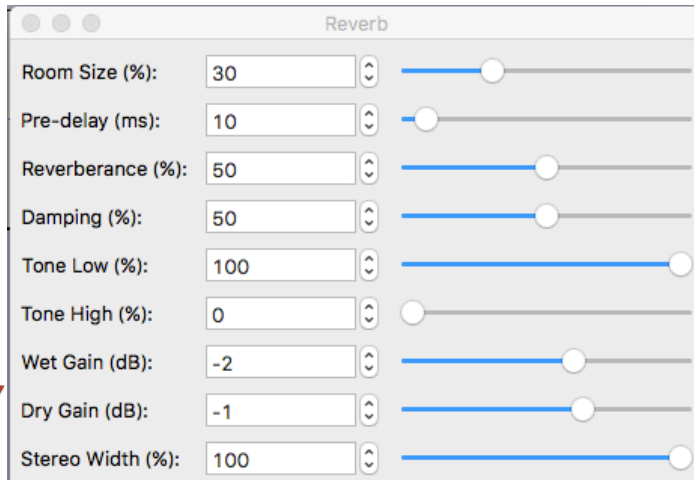 Reverb
Room Size (%): 30
Pre-delay (ms): 10
Reverberance (%): 50
Damping (%): 50
Tone Low (%): 100
Tone High (%): 0
Wet Gain (dB): -2
Dry Gain (dB): -1
Stereo Width (%): 100